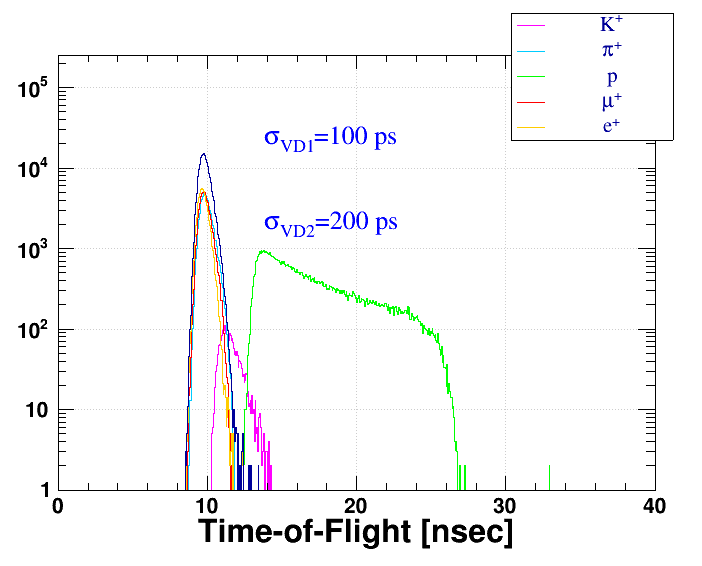 K+
π+
p
μ+
e+
10^5
10^4
10^3
10^2
10
1
σVD1=100 ps
σVD2=200 ps
0 10 20 30 40
Time-of-Flight [nsec]